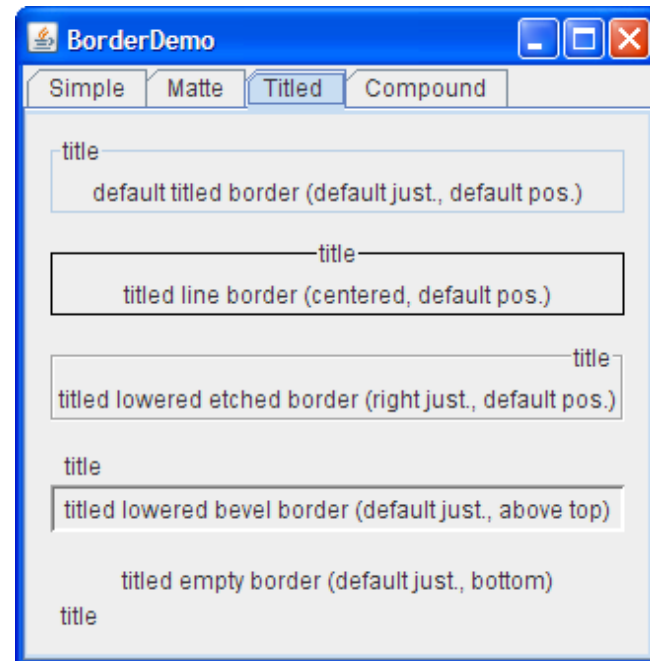 BorderDemo
Simple Matte Titled Compound
title
default titled border (default just., default pos.)
title
titled line border (centered, default pos.)
title
titled lowered etched border (right just., default pos.)
title
titled lowered bevel border (default just., above top)
titled empty border (default just., bottom)
title